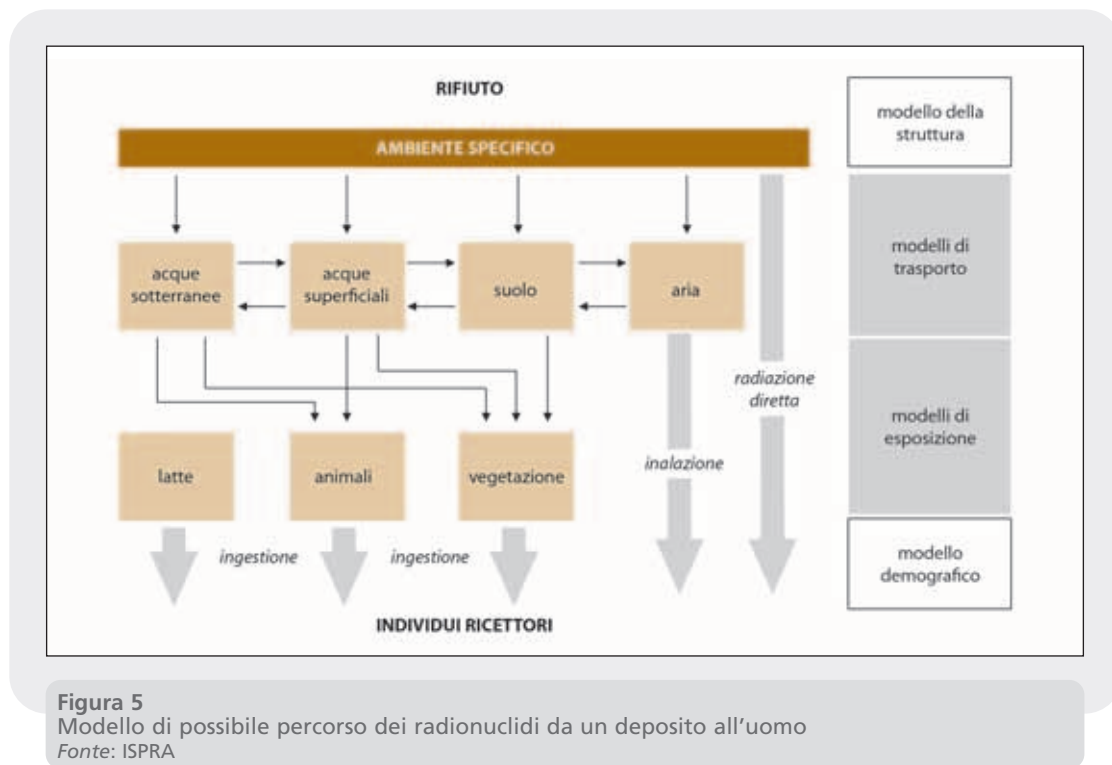 RIFIUTO
AMBIENTE SPECIFICO
modello della
struttura
acque
sotterranee
acque
superficiali
suolo
aria
modelli di
trasporto
radiazione
diretta
modelli di
esposizione
latte
animali
vegetazione
inalazione
ingestione
ingestione
modello
demografico
INDIVIDUI RICETTORI
Figura 5
Modello di possibile percorso dei radionuclidi da un deposito all'uomo
Fonte: ISPRA